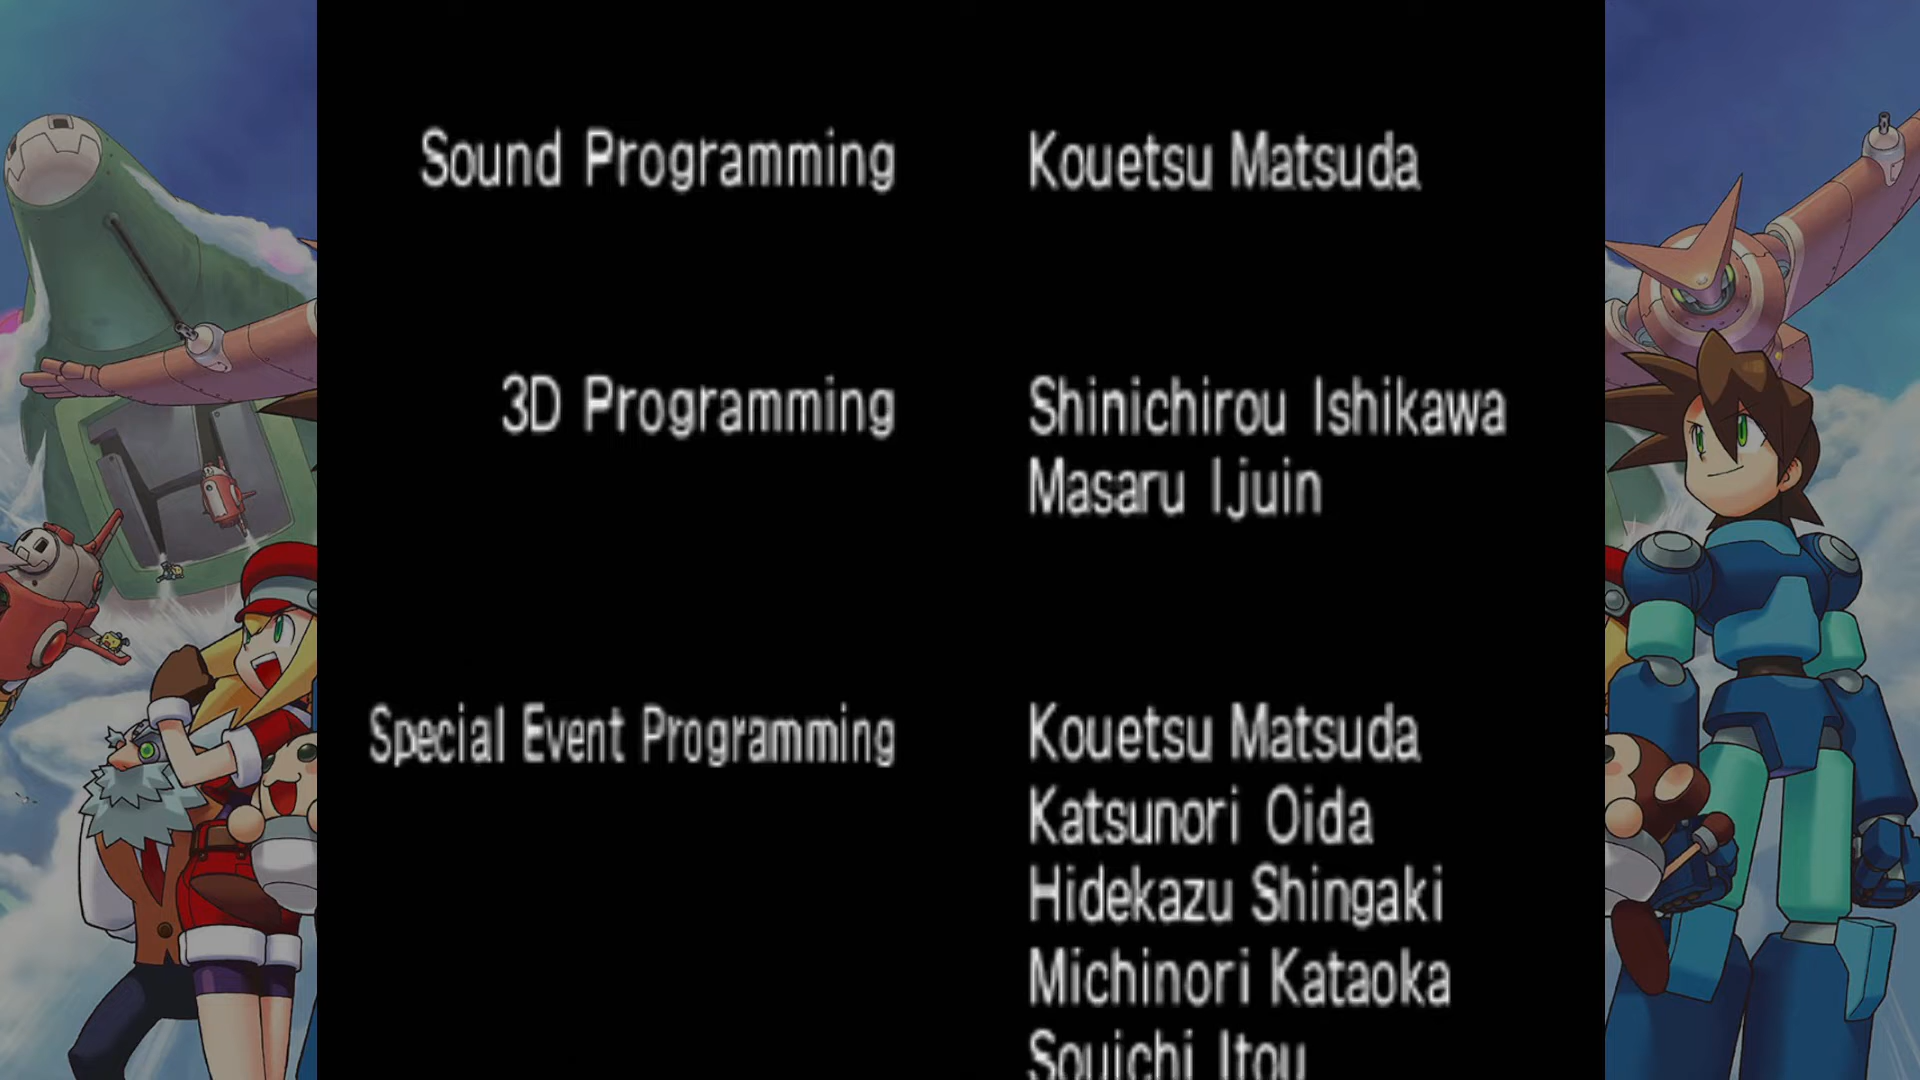 Sound Programming Kouetsu Matsuda
3D Programming Shinichirou Ishikawa
Masaru Ijuin
Special Event Programming Kouetsu Matsuda
Katsunori Oida
Hidekazu Shingaki
Michinori Kataoka
Souichi Itou